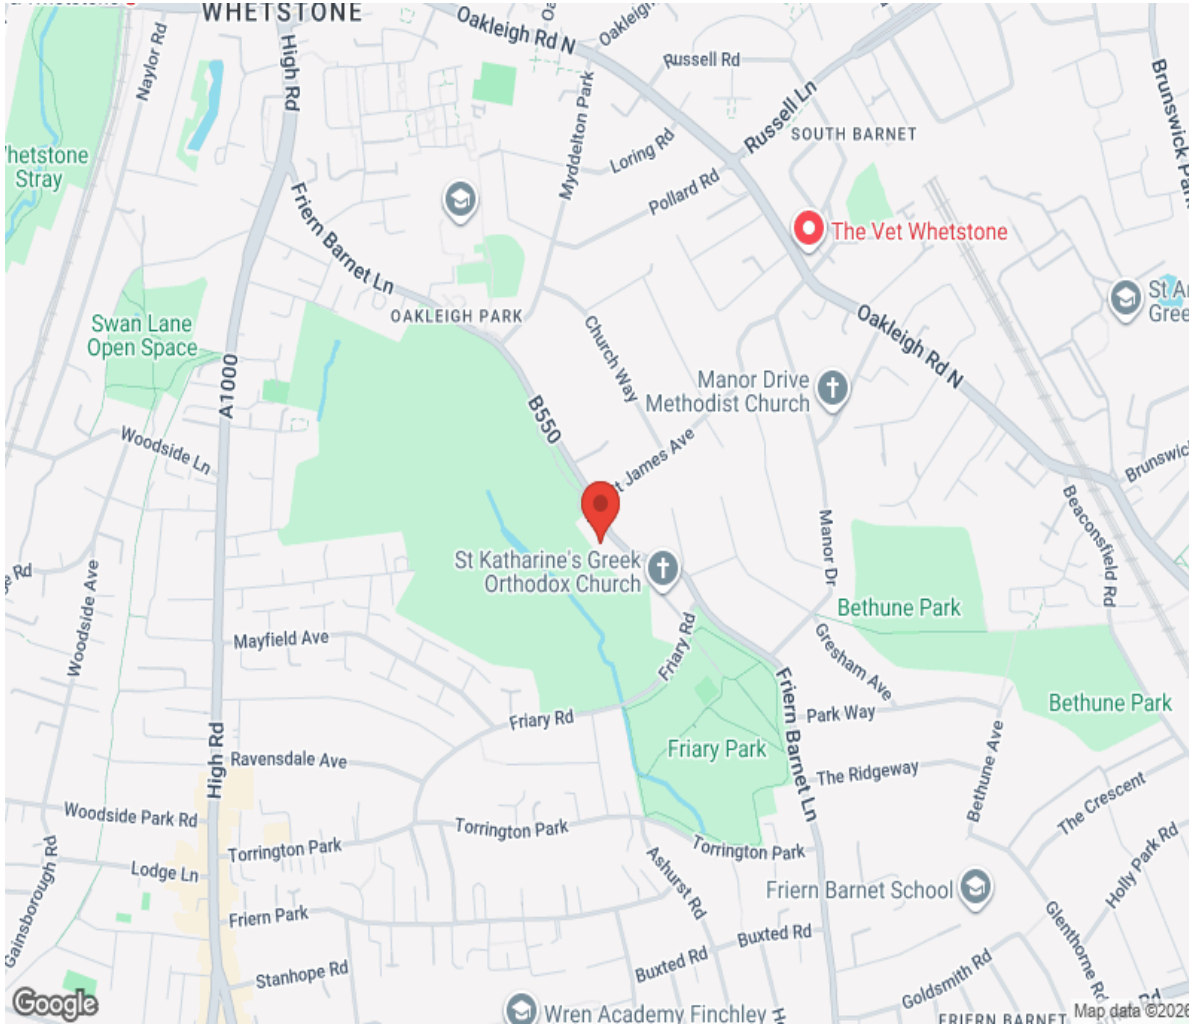 WHETSTONE
Oakleigh Rd N
Naylor Rd
High Rd
Russell Rd
Myddelton Park
Russell Ln
Brunswick Park
SOUTH BARNET
Loring Rd
Whetstone
Stray
Pollard Rd
Friern Barnet Ln
The Vet Whetstone
Swan Lane
Open Space
OAKLEIGH PARK
Church Way
Oakleigh Rd N
A1000
Manor Drive
Methodist Church
B550
St James Ave
Woodside Ln
Beaconsfield Rd
Manor Dr
St Katharine's Greek
Orthodox Church
Woodside Ave
Bethune Park
Mayfield Ave
Friary Rd
Gresham Ave
Friern Barnet Ln
Park Way
Bethune Park
Friary Rd
High Rd
Friary Park
Ravensdale Ave
The Ridgeway
Bethune Ave
The Crescent
Woodside Park Rd
Torrington Park
Torrington Park
Torrington Park
Lodge Ln
Ashurst Rd
Friern Barnet School
Holly Park Rd
Gainsborough Rd
Friern Park
Buxted Rd
Glenthorne Rd
Buxted Rd
Goldsmith Rd
Stanhope Rd
Google
Wren Academy Finchley
FRIERN BARNET
Map data ©2026